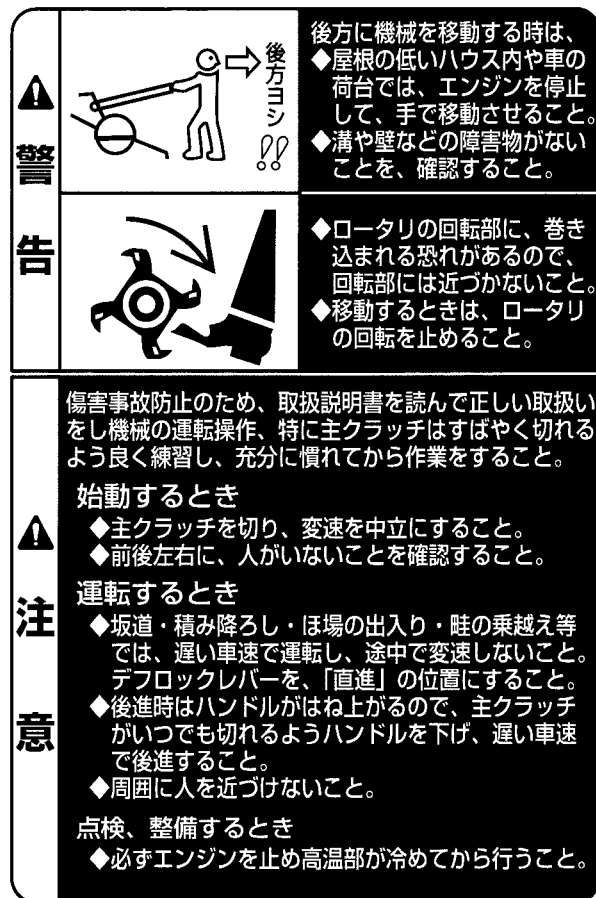 警告
後方ヨシ!!
後方に機械を移動する時は、
◆屋根の低いハウス内や車の
荷台では、エンジンを停止
して、手で移動させること。
◆溝や壁などの障害物がない
ことを、確認すること。
◆ロータリの回転部に、巻き
込まれる恐れがあるので、
回転部には近づかないこと。
◆移動するときは、ロータリ
の回転を止めること。
注意
傷害事故防止のため、取扱説明書を読んで正しい取扱い
をし機械の運転操作、特に主クラッチはすばやく切れる
よう良く練習し、充分に慣れてから作業をすること。
始動するとき
◆主クラッチを切り、変速を中立にすること。
◆前後左右に、人がいないことを確認すること。
運転するとき
◆坂道・積み降ろし・ほ場の出入り・畦の乗越え等
では、遅い車速で運転し、途中で変速しないこと。
デフロックレバーを、「直進」の位置にすること。
◆後進時はハンドルがはね上がるので、主クラッチ
がいつでも切れるようハンドルを下げ、遅い車速
で後進すること。
◆周囲に人を近づけないこと。
点検、整備するとき
◆必ずエンジンを止め高温部が冷めてから行うこと。